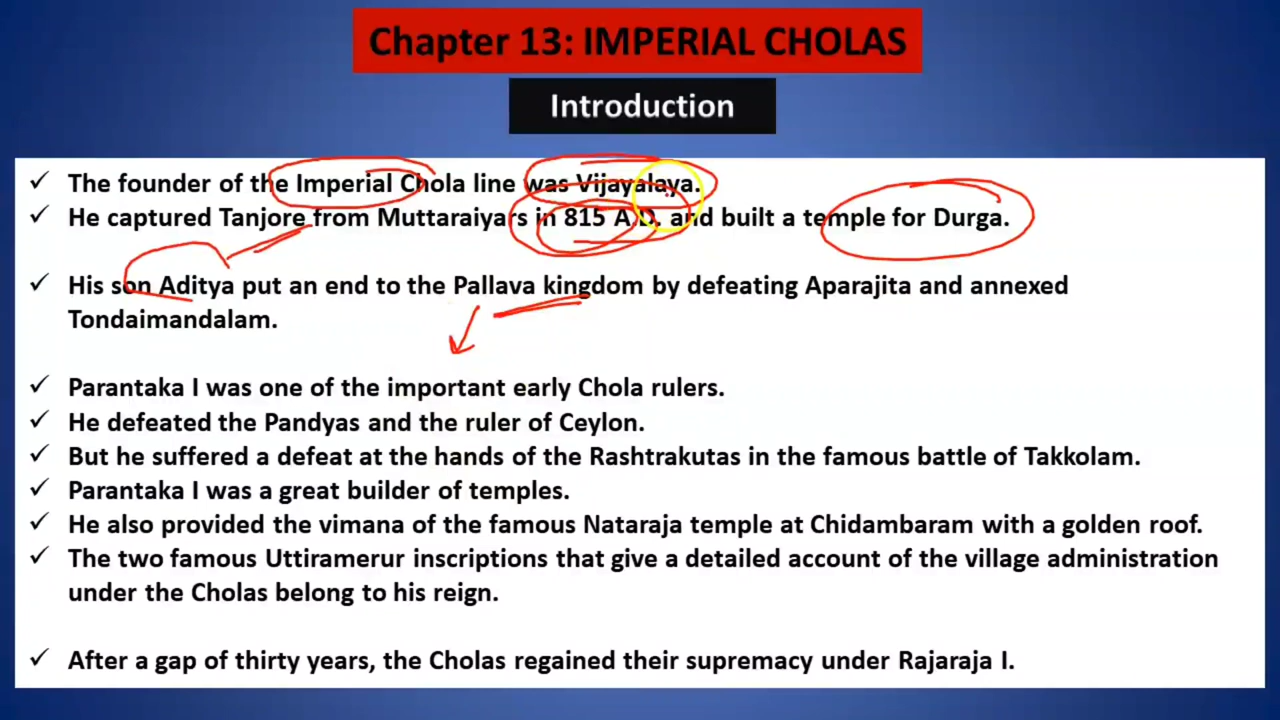 Chapter 13: IMPERIAL CHOLAS
Introduction
✓ The founder of the Imperial Chola line was Vijayalaya.
✓ He captured Tanjore from Muttaraiyars in 815 A.D. and built a temple for Durga.
✓ His son Aditya put an end to the Pallava kingdom by defeating Aparajita and annexed
Tondaimandalam.
✓ Parantaka I was one of the important early Chola rulers.
✓ He defeated the Pandyas and the ruler of Ceylon.
✓ But he suffered a defeat at the hands of the Rashtrakutas in the famous battle of Takkolam.
✓ Parantaka I was a great builder of temples.
✓ He also provided the vimana of the famous Nataraja temple at Chidambaram with a golden roof.
✓ The two famous Uttiramerur inscriptions that give a detailed account of the village administration
under the Cholas belong to his reign.
✓ After a gap of thirty years, the Cholas regained their supremacy under Rajaraja I.